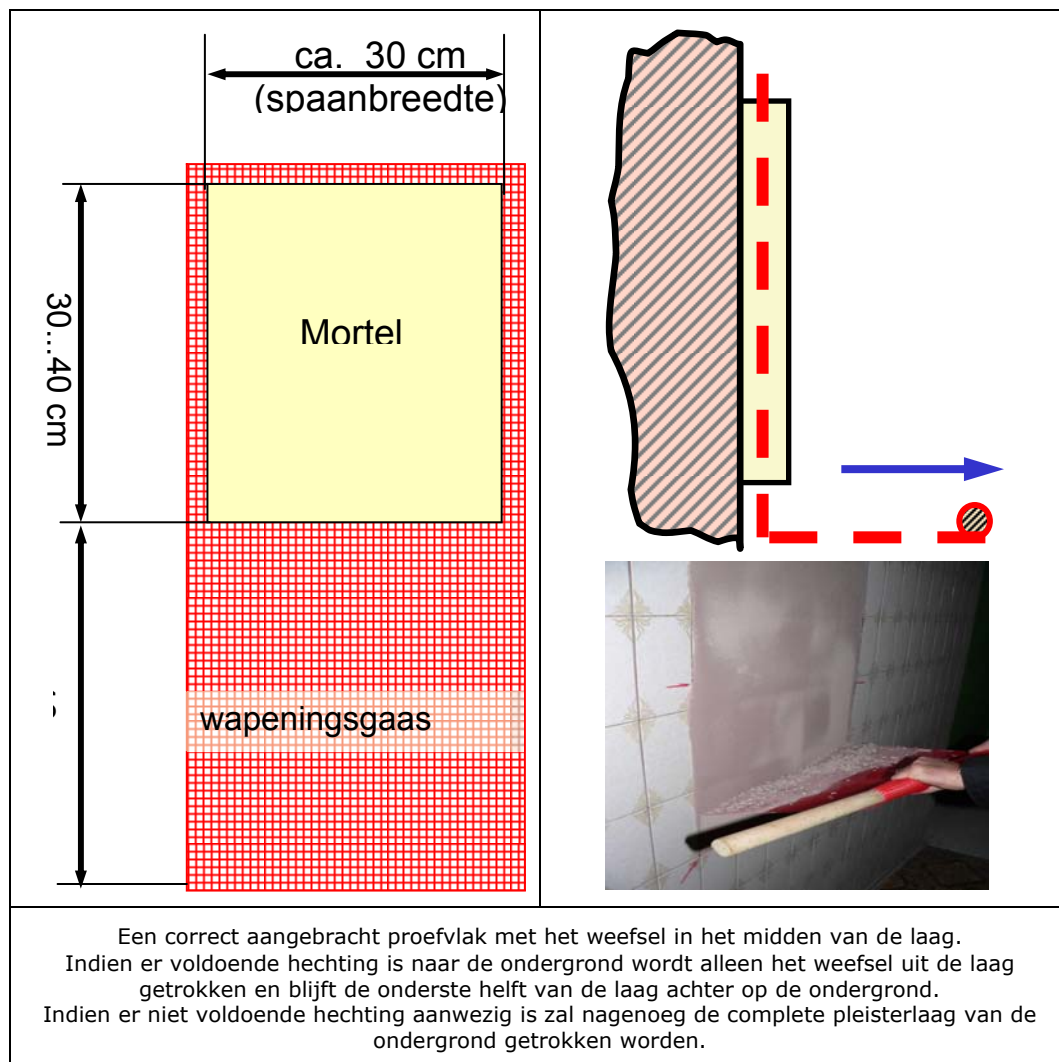 ca. 30 cm
(spaanbreedte)
30...40 cm
Mortel
wapeningsgaas
Een correct aangebracht proefvlak met het weefsel in het midden van de laag.
Indien er voldoende hechting is naar de ondergrond wordt alleen het weefsel uit de laag
getrokken en blijft de onderste helft van de laag achter op de ondergrond.
Indien er niet voldoende hechting aanwezig is zal nagenoeg de complete pleisterlaag van de
ondergrond getrokken worden.